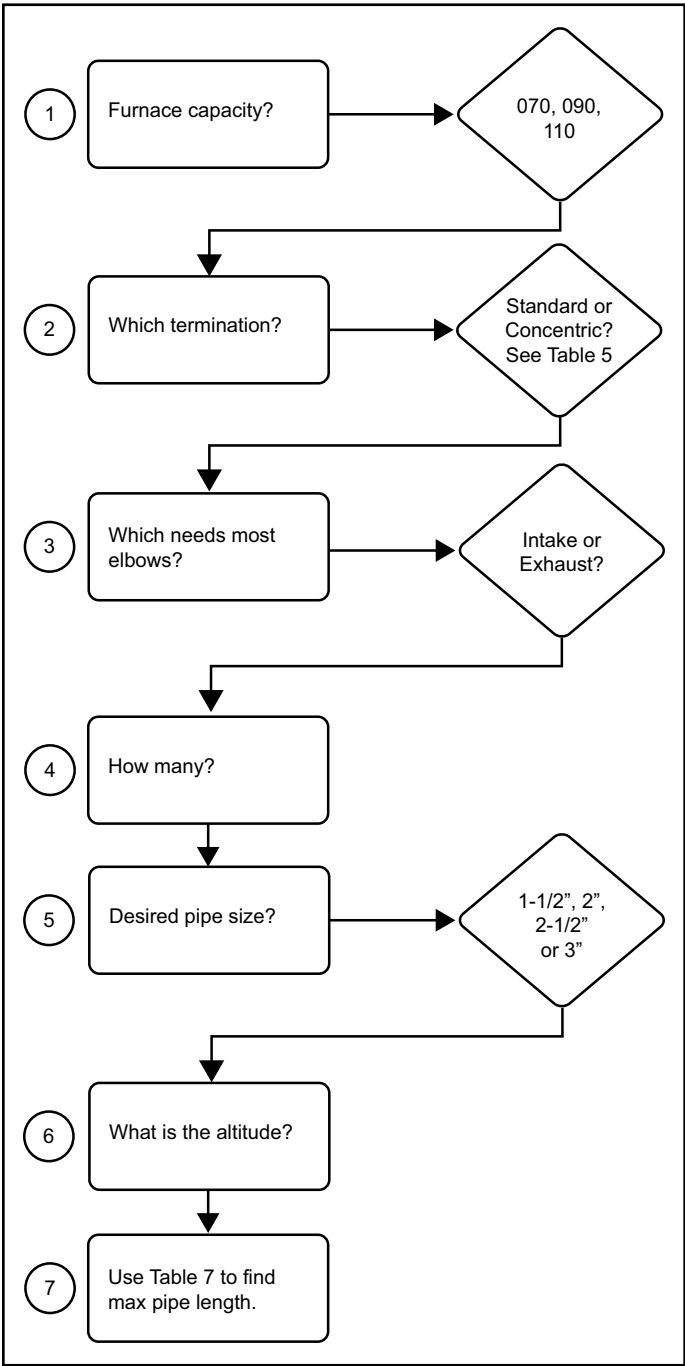 1
Furnace capacity?
070, 090,
110
2
Which termination?
Standard or
Concentric?
See Table 5
3
Which needs most
elbows?
Intake or
Exhaust?
4
How many?
5
Desired pipe size?
1-1/2”, 2”,
2-1/2”
or 3”
6
What is the altitude?
7
Use Table 7 to find
max pipe length.